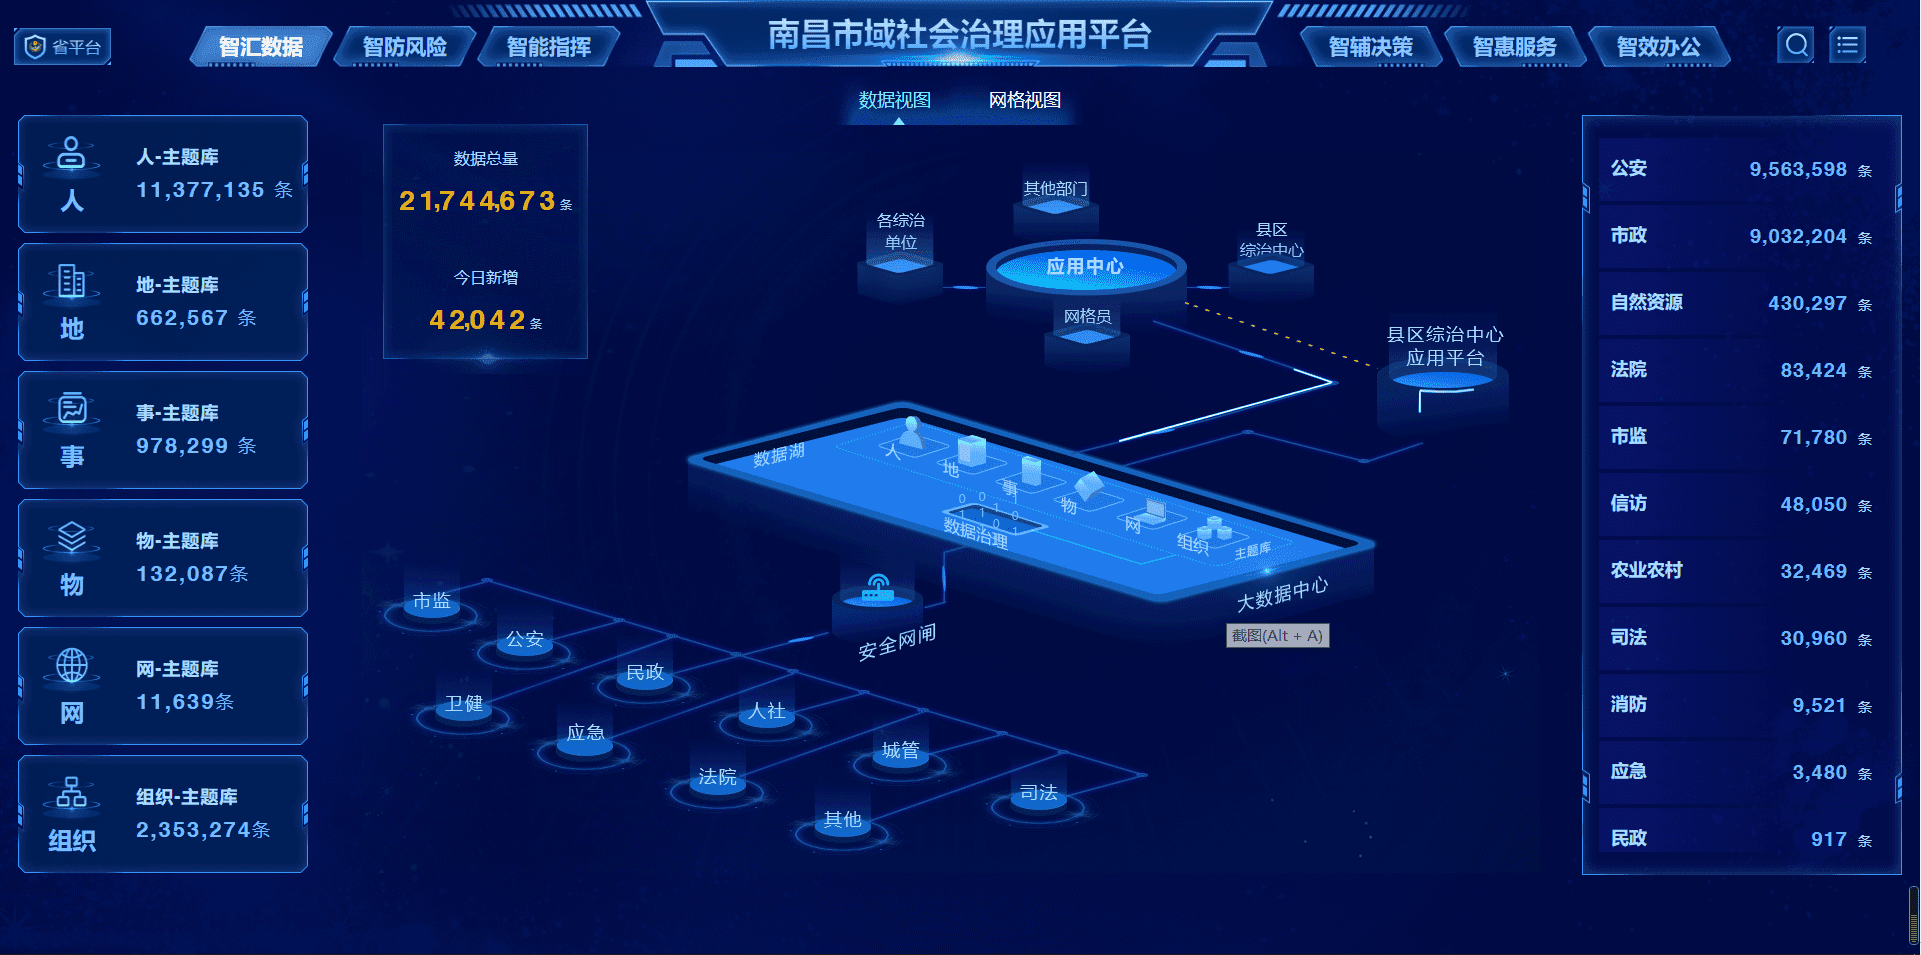 省平台
智汇数据
智防风险
智能指挥
南昌市域社会治理应用平台
智辅决策
智惠服务
智效办公
数据视图
网格视图
人
人-主题库
11,377,135 条
地
地-主题库
662,567 条
事
事-主题库
978,299 条
物
物-主题库
132,087条
网
网-主题库
11,639条
组织
组织-主题库
2,353,274条
数据总量
21,744,673条
今日新增
42,042条
其他部门
各综治
单位
县区
综治中心
应用中心
网格员
县区综治中心
应用平台
数据湖
人
地
事
物
网
组织
主题库
数据治理
大数据中心
截图(Alt + A)
安全网闸
市监
公安
民政
卫健
人社
应急
城管
法院
司法
其他
公安 9,563,598 条
市政 9,032,204 条
自然资源 430,297 条
法院 83,424 条
市监 71,780 条
信访 48,050 条
农业农村 32,469 条
司法 30,960 条
消防 9,521 条
应急 3,480 条
民政 917 条